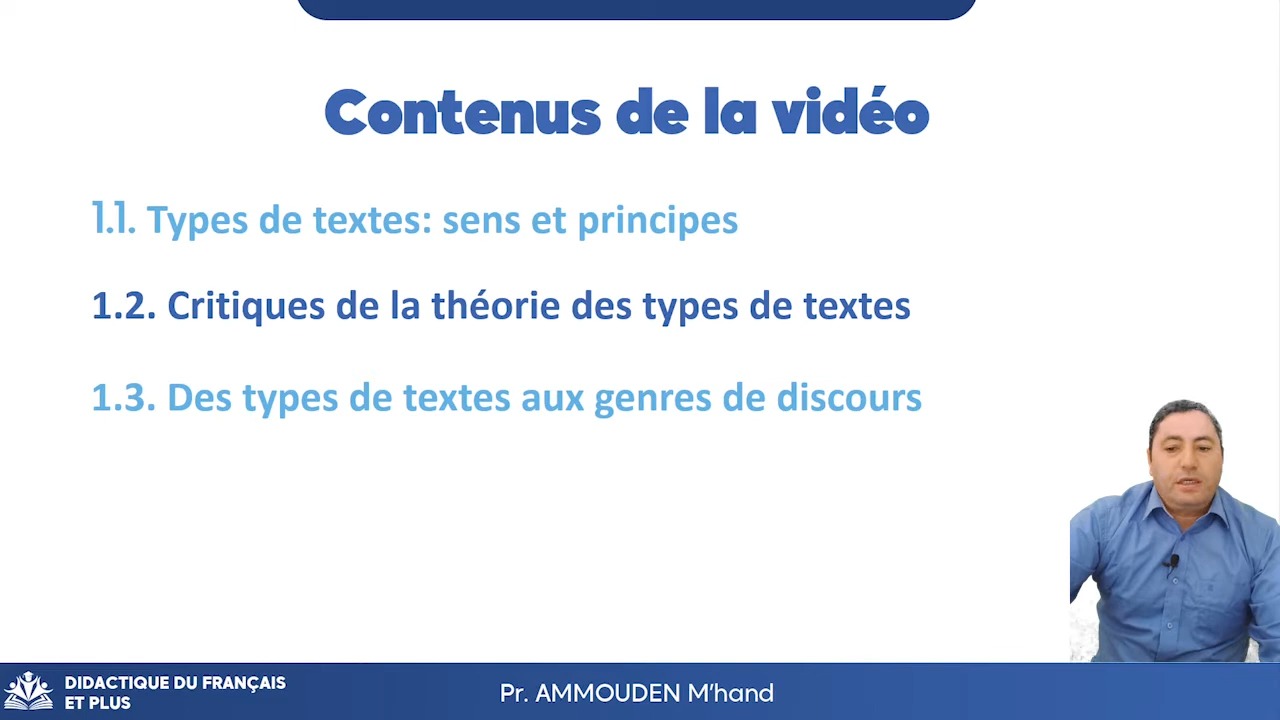 Contenus de la vidéo
1.1. Types de textes: sens et principes
1.2. Critiques de la théorie des types de textes
1.3. Des types de textes aux genres de discours
DIDACTIQUE DU FRANÇAIS
ET PLUS
Pr. AMMOUDEN M'hand